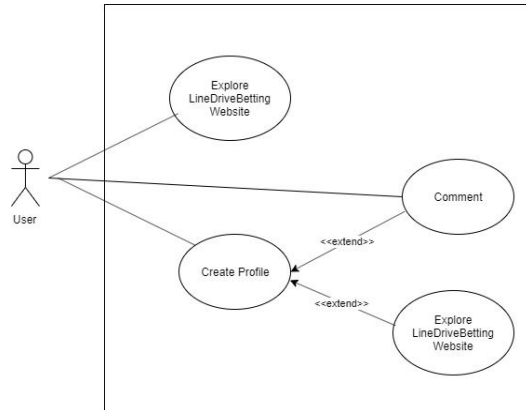 Explore
LineDriveBetting
Website
User
Comment
<<extend>>
Create Profile
<<extend>>
Explore
LineDriveBetting
Website